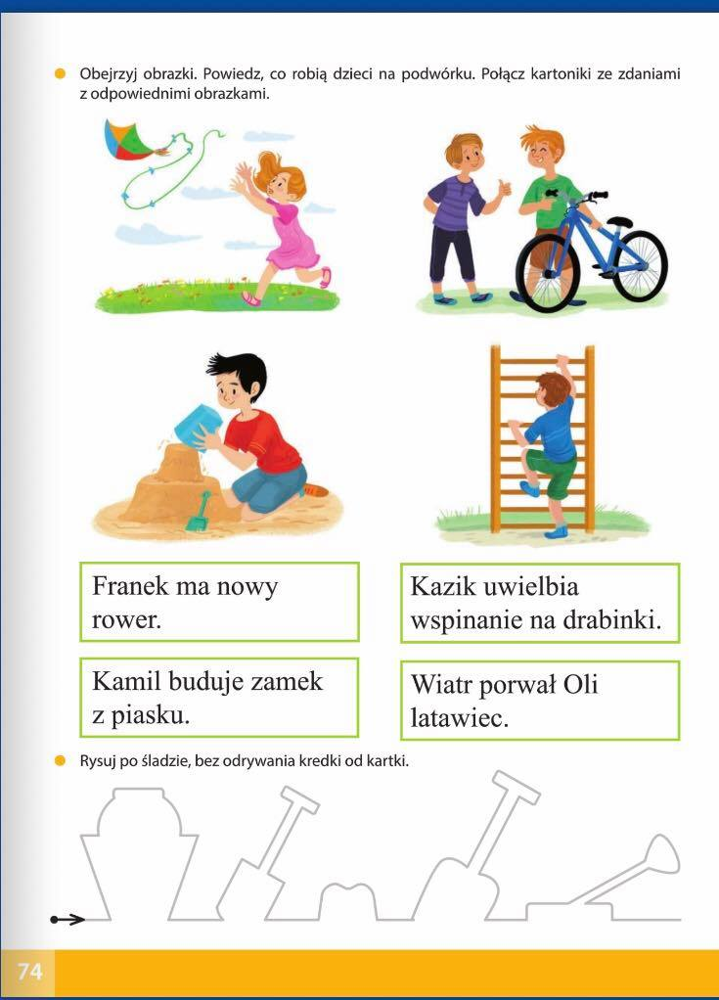 Obejrzyj obrazki. Powiedz, co robią dzieci na podwórku. Połącz kartoniki ze zdaniami
z odpowiednimi obrazkami.
Franek ma nowy
rower.
Kazik uwielbia
wspinanie na drabinki.
Kamil buduje zamek
z piasku.
Wiatr porwał Oli
latawiec.
Rysuj po śladzie, bez odrywania kredki od kartki.
74